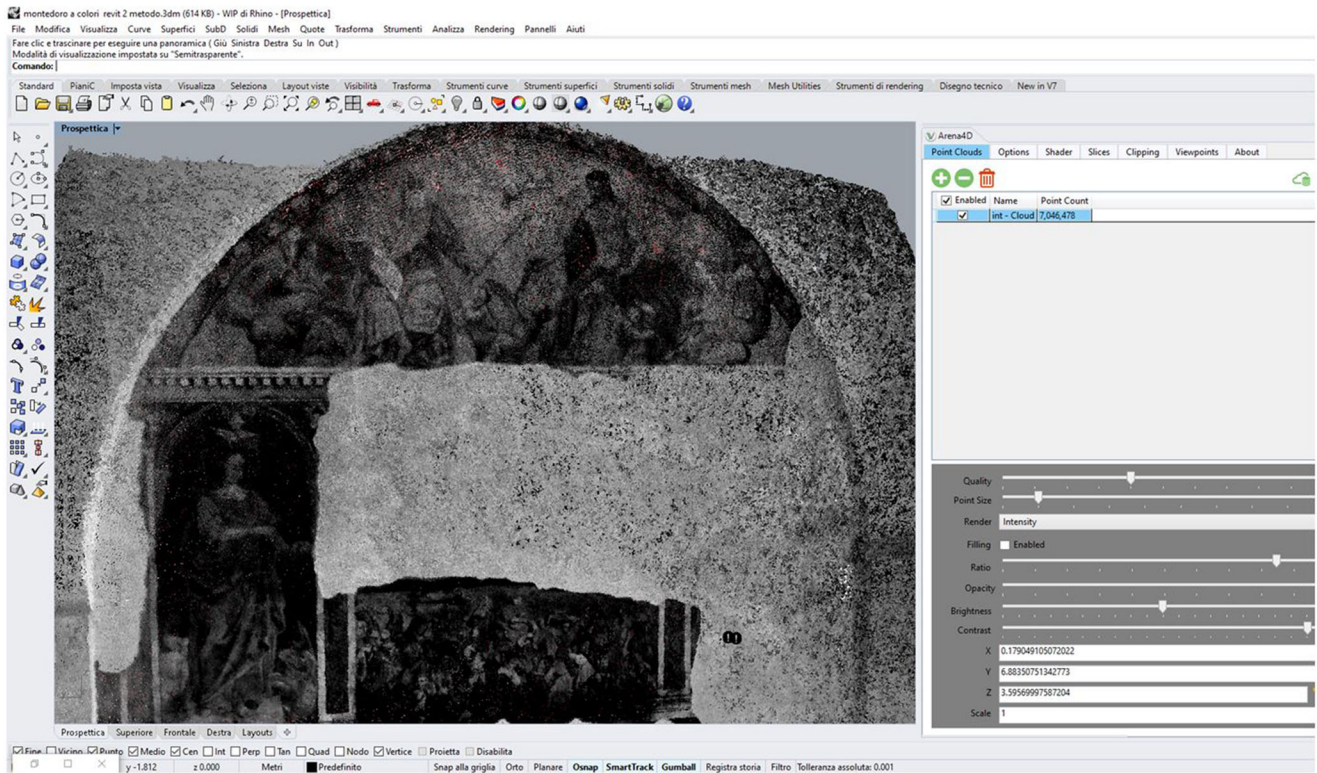 montedoro a colori revit 2 metodo.3dm (614 KB) - WIP di Rhino - [Prospettica]
File Modifica Visualizza Curve Superfici SubD Solidi Mesh Quote Trasforma Strumenti Analizza Rendering Pannelli Aiuti
Fare clic e trascinare per eseguire una panoramica ( Giù Sinistra Destra Su In Out )
Modalità di visualizzazione impostata su "Semitrasparente".
Comando:
Standard PianiC Imposta vista Visualizza Seleziona Layout viste Visibilità Trasforma Strumenti curve Strumenti superfici Strumenti solidi Strumenti mesh Mesh Utilities Strumenti di rendering Disegno tecnico New in V7
Prospettica
Arena4D
Point Clouds Options Shader Slices Clipping Viewpoints About
Enabled Name Point Count
int - Cloud 7,046,478
Quality
Point Size
Render Intensity
Filling Enabled
Ratio
Opacity
Brightness
Contrast
X 0.179049105072022
Y 6.88350751342773
Z 3.59569997587204
Scale 1
Prospettica Superiore Frontale Destra Layouts
Fine Vicino Punto Medio Cen Int Perp Tan Quad Nodo Vertice Proietta Disabilita
y -1.812 z 0.000 Metri Predefinito Snap alla griglia Orto Planare Osnap SmartTrack Gumball Registra storia Filtro Tolleranza assoluta: 0.001